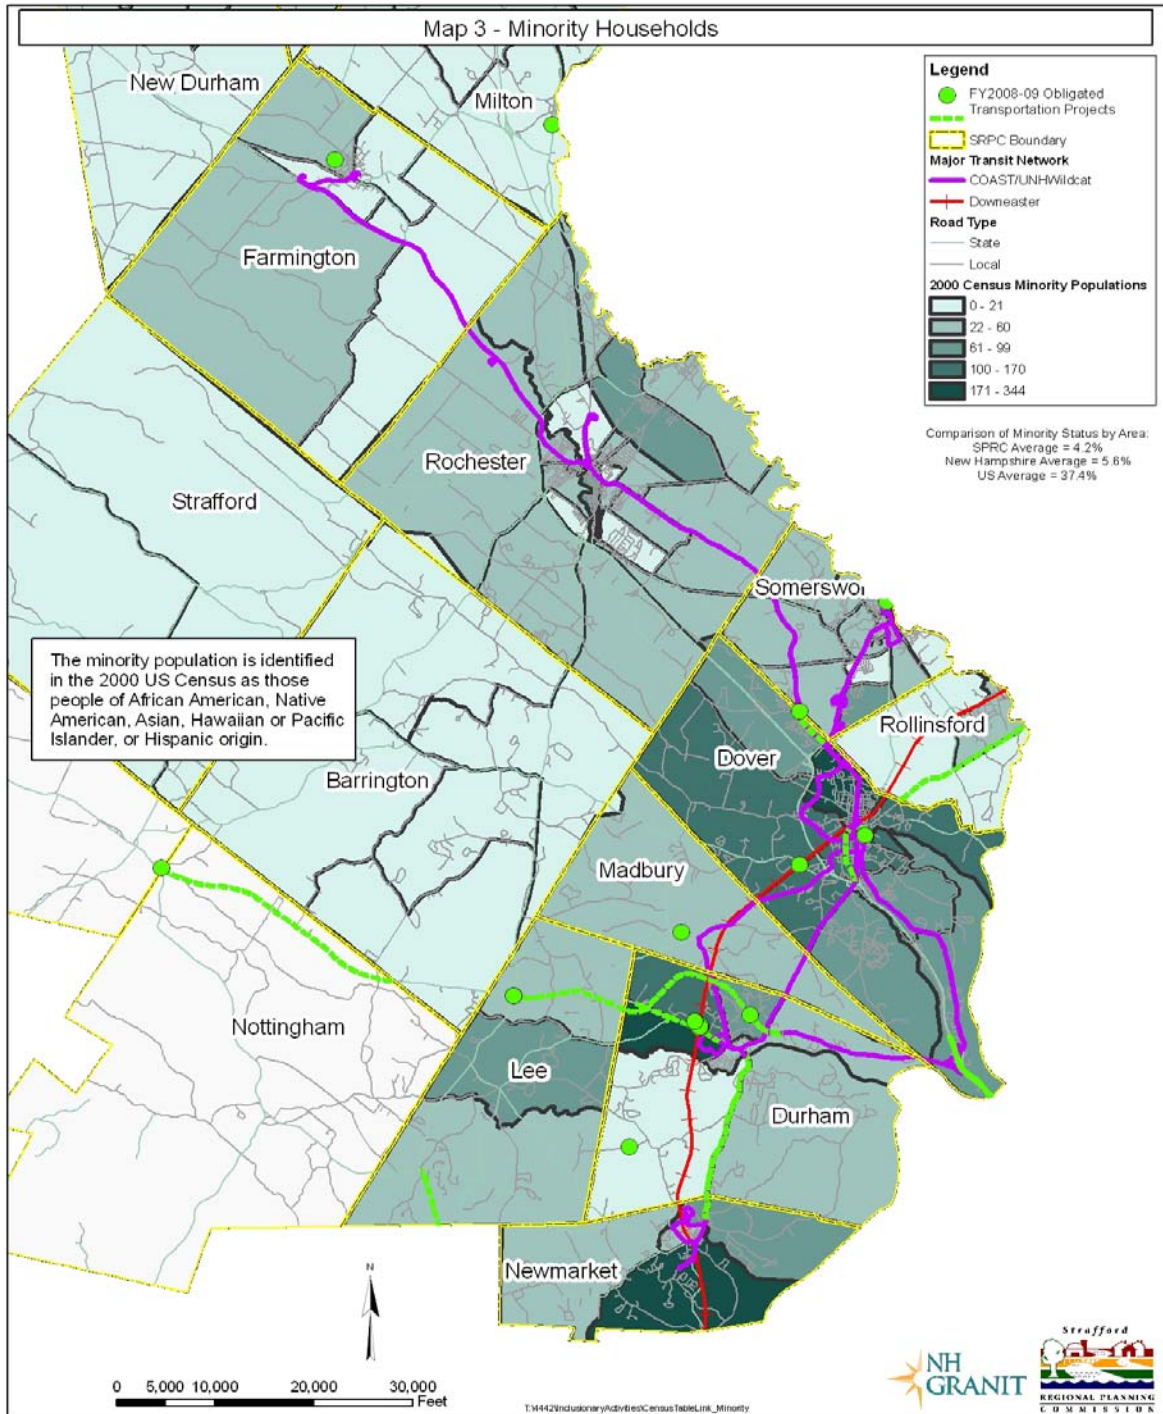 Map 3 - Minority Households
New Durham
Milton
Farmington
Rochester
Strafford
Somerswo
Rollinsford
Dover
Barrington
Madbury
Nottingham
Lee
Durham
Newmarket
Legend
FY2008-09 Obligated
Transportation Projects
SRPC Boundary
Major Transit Network
COAST/UNHWildcat
Downeaster
Road Type
State
Local
2000 Census Minority Populations
0 - 21
22 - 60
61 - 99
100 - 170
171 - 344
Comparison of Minority Status by Area:
SPRC Average = 4.2%
New Hampshire Average = 5.6%
US Average = 37.4%
The minority population is identified
in the 2000 US Census as those
people of African American, Native
American, Asian, Hawaiian or Pacific
Islander, or Hispanic origin.
N
0 5,000 10,000 20,000 30,000
Feet
T:\4442\InclusionaryActivities\CensusTableLink_Minority
NH
GRANIT
Strafford
REGIONAL PLANNING
COMMISSION